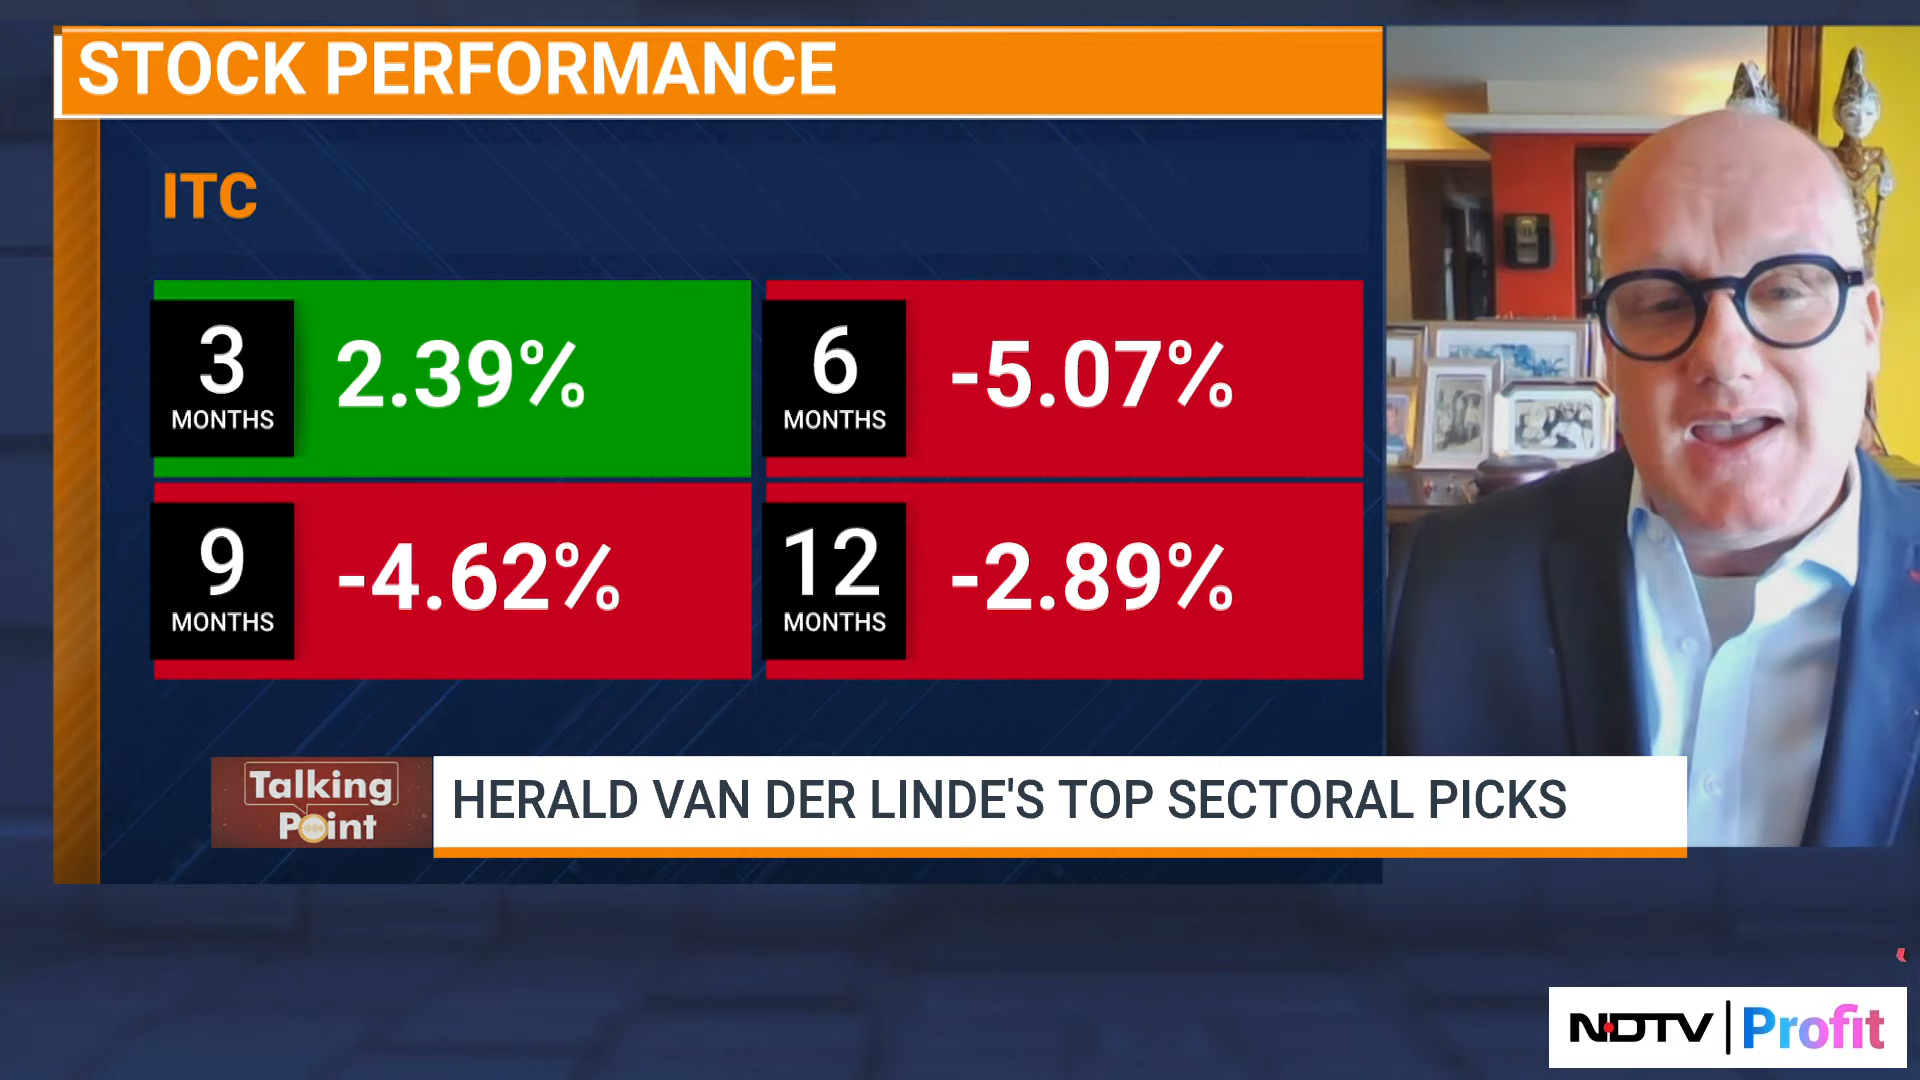 STOCK PERFORMANCE
ITC
3
MONTHS
2.39%
6
MONTHS
-5.07%
9
MONTHS
-4.62%
12
MONTHS
-2.89%
Talking
Point
HERALD VAN DER LINDE'S TOP SECTORAL PICKS
NDTV Profit